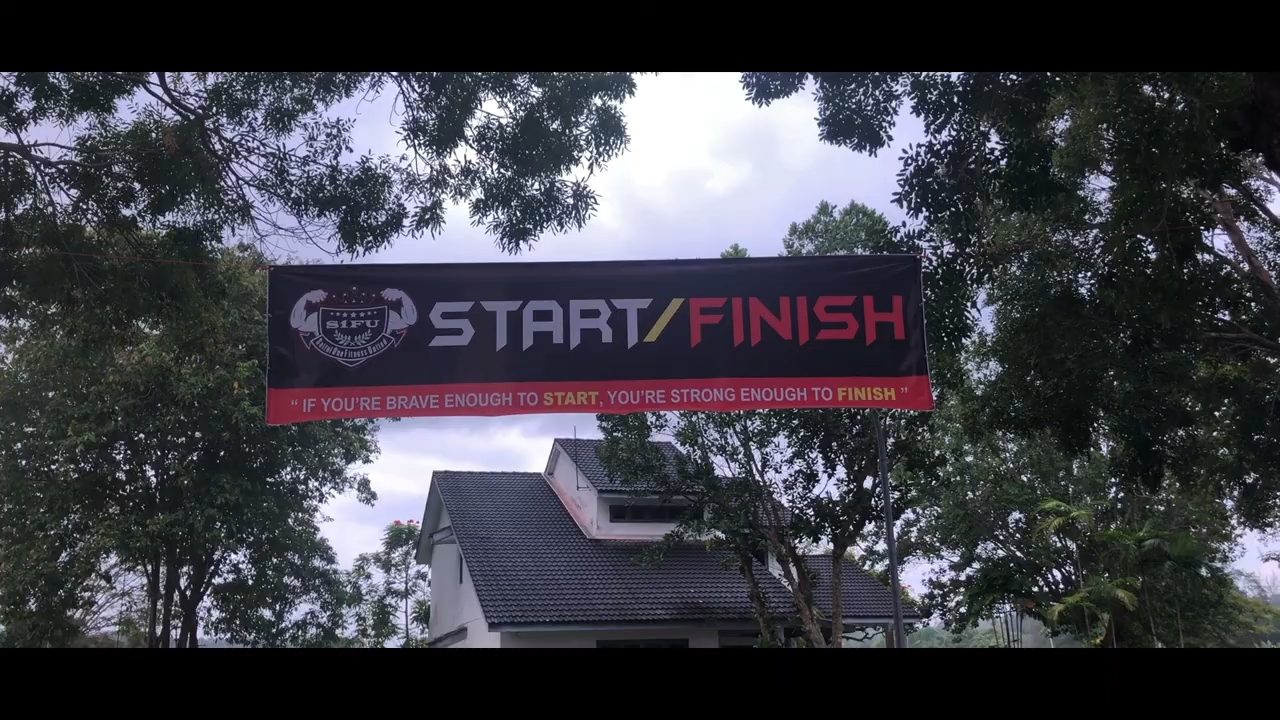 S1FU
START/FINISH
“ IF YOU’RE BRAVE ENOUGH TO START, YOU’RE STRONG ENOUGH TO FINISH ”